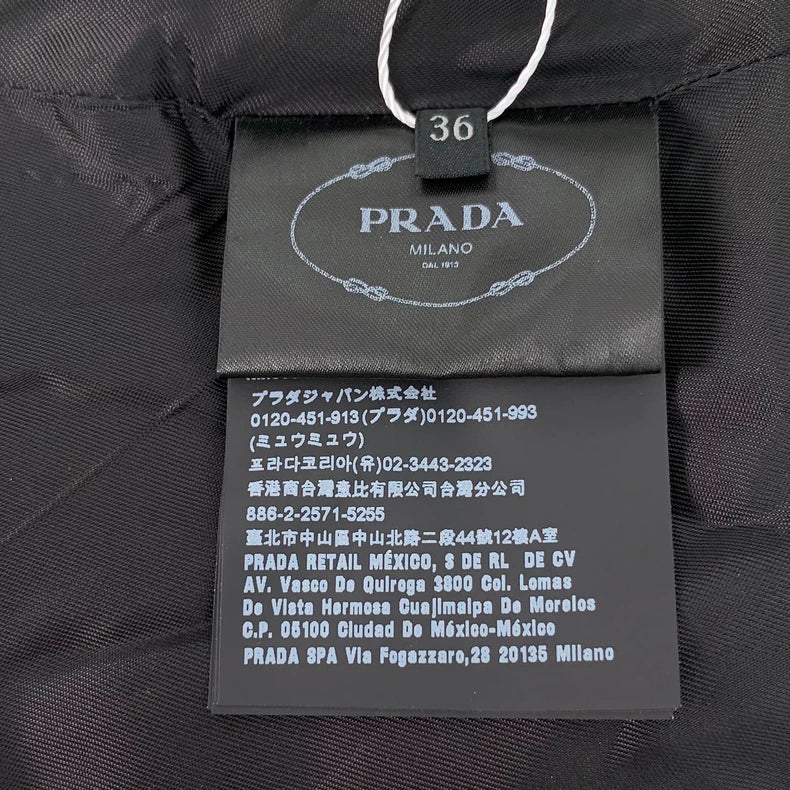 36
PRADA
MILANO
DAL 1913
プラダジャパン株式会社
0120-451-913(プラダ)0120-451-993
(ミュウミュウ)
프라다코리아(유)02-3443-2323
香港商台灣意比有限公司台灣分公司
886-2-2571-5255
臺北市中山區中山北路二段44號12樓A室
PRADA RETAIL MÉXICO, S DE RL DE CV
AV. Vasco De Quiroga 3800 Col. Lomas
De Vista Hermosa Cuajimalpa De Morelos
C.P. 05100 Ciudad De México-México
PRADA SPA Via Fogazzaro,28 20135 Milano